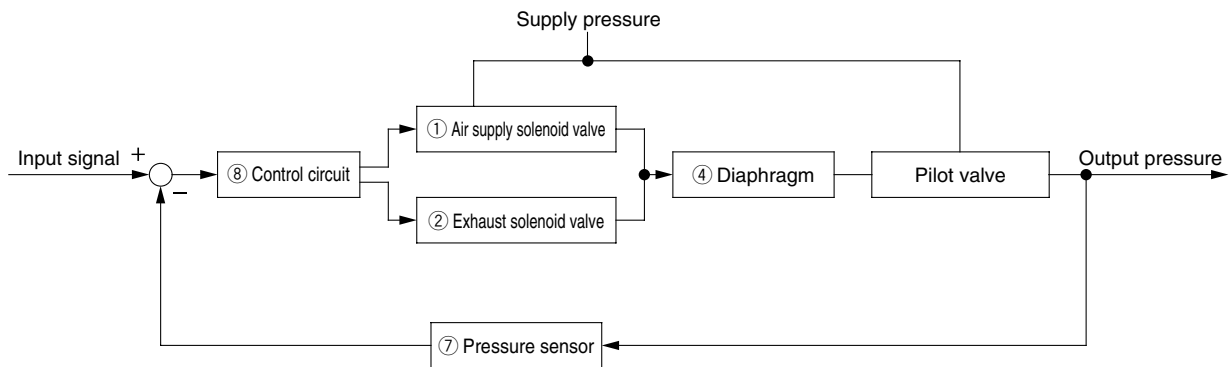 Supply pressure
① Air supply solenoid valve
Input signal
+
−
⑧ Control circuit
④ Diaphragm
Pilot valve
Output pressure
② Exhaust solenoid valve
⑦ Pressure sensor